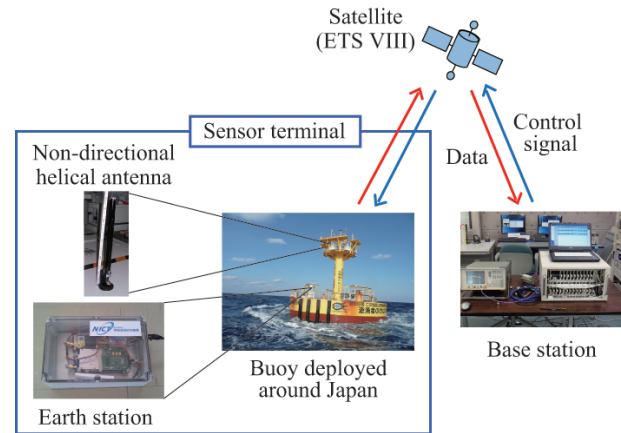 Satellite
(ETS VIII)
Sensor terminal
Non-directional
helical antenna
Control
signal
Data
NICT
Buoy deployed
around Japan
Base station
Earth station